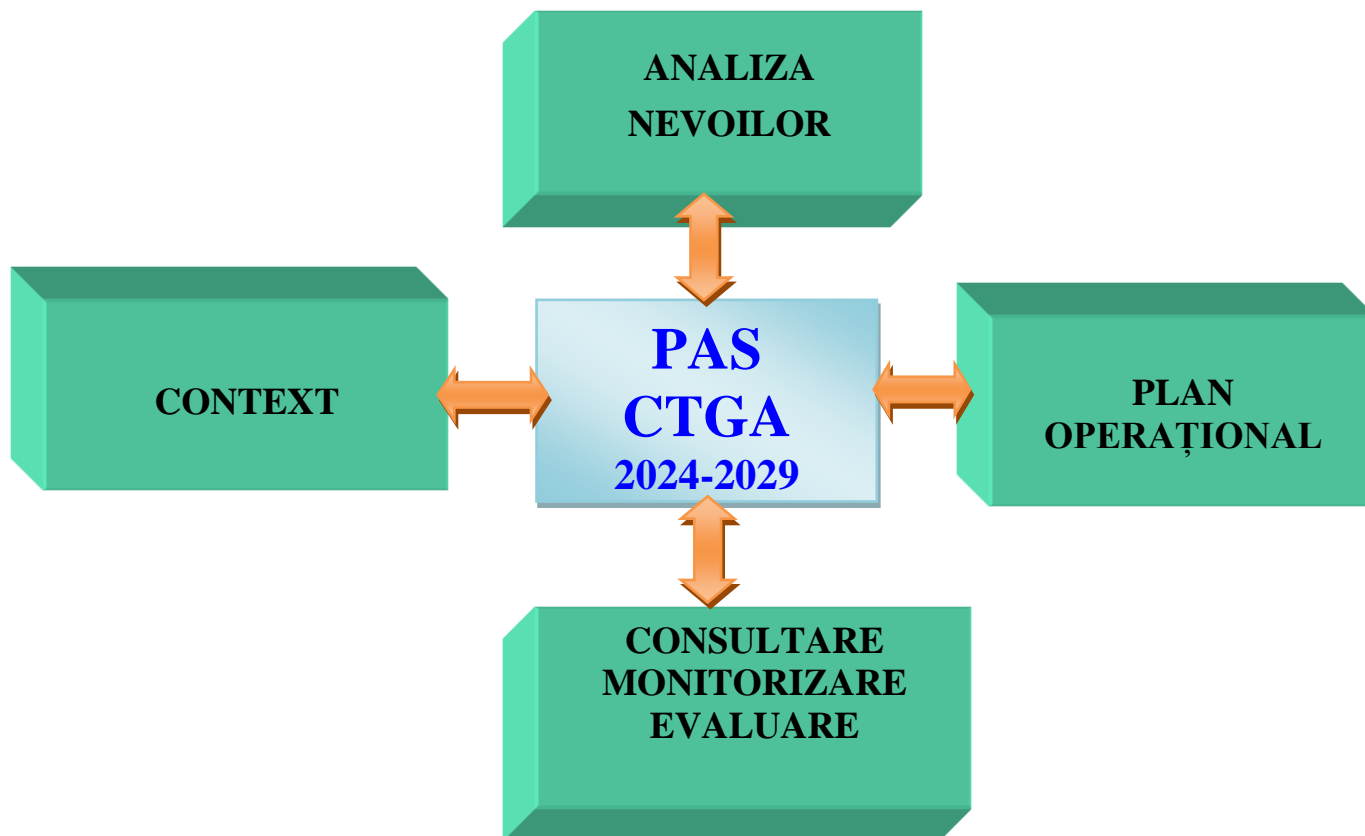 ANALIZA
NEVOILOR
CONTEXT
PAS
CTGA
2024-2029
PLAN
OPERAȚIONAL
CONSULTARE
MONITORIZARE
EVALUARE